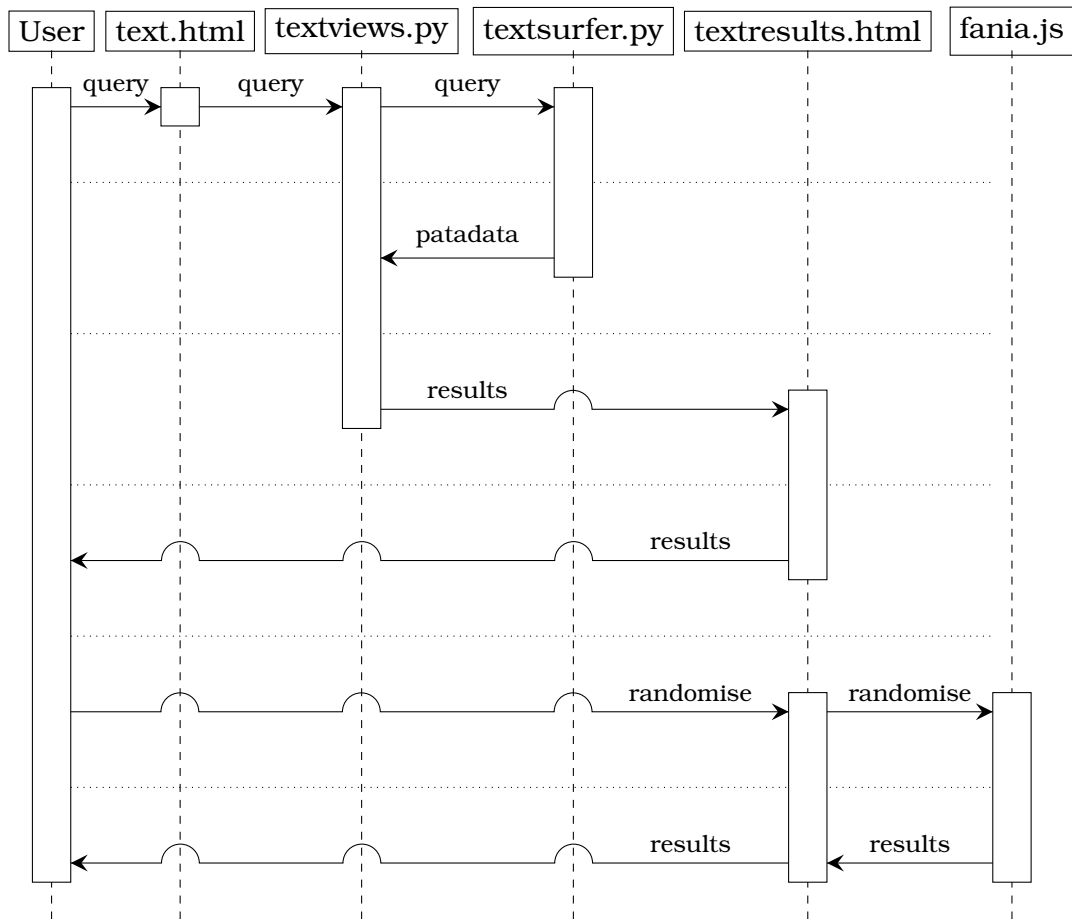 User text.html textviews.py textsurfer.py textresults.html fania.js
query query query
patadata
results
results
randomise randomise
results results